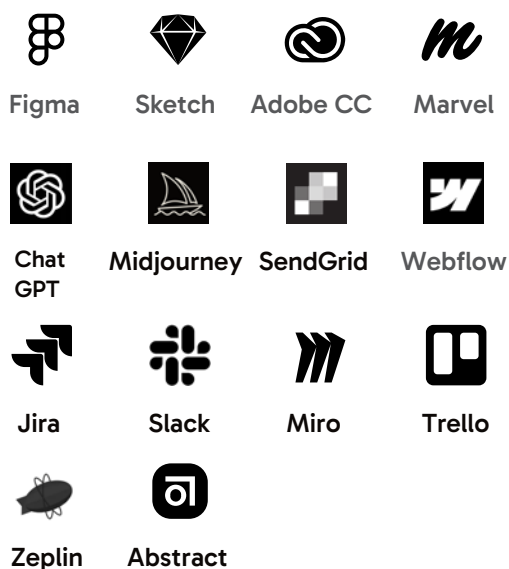 Figma Sketch Adobe CC Marvel
Chat
GPT
Midjourney SendGrid Webflow
Jira Slack Miro Trello
Zeplin Abstract